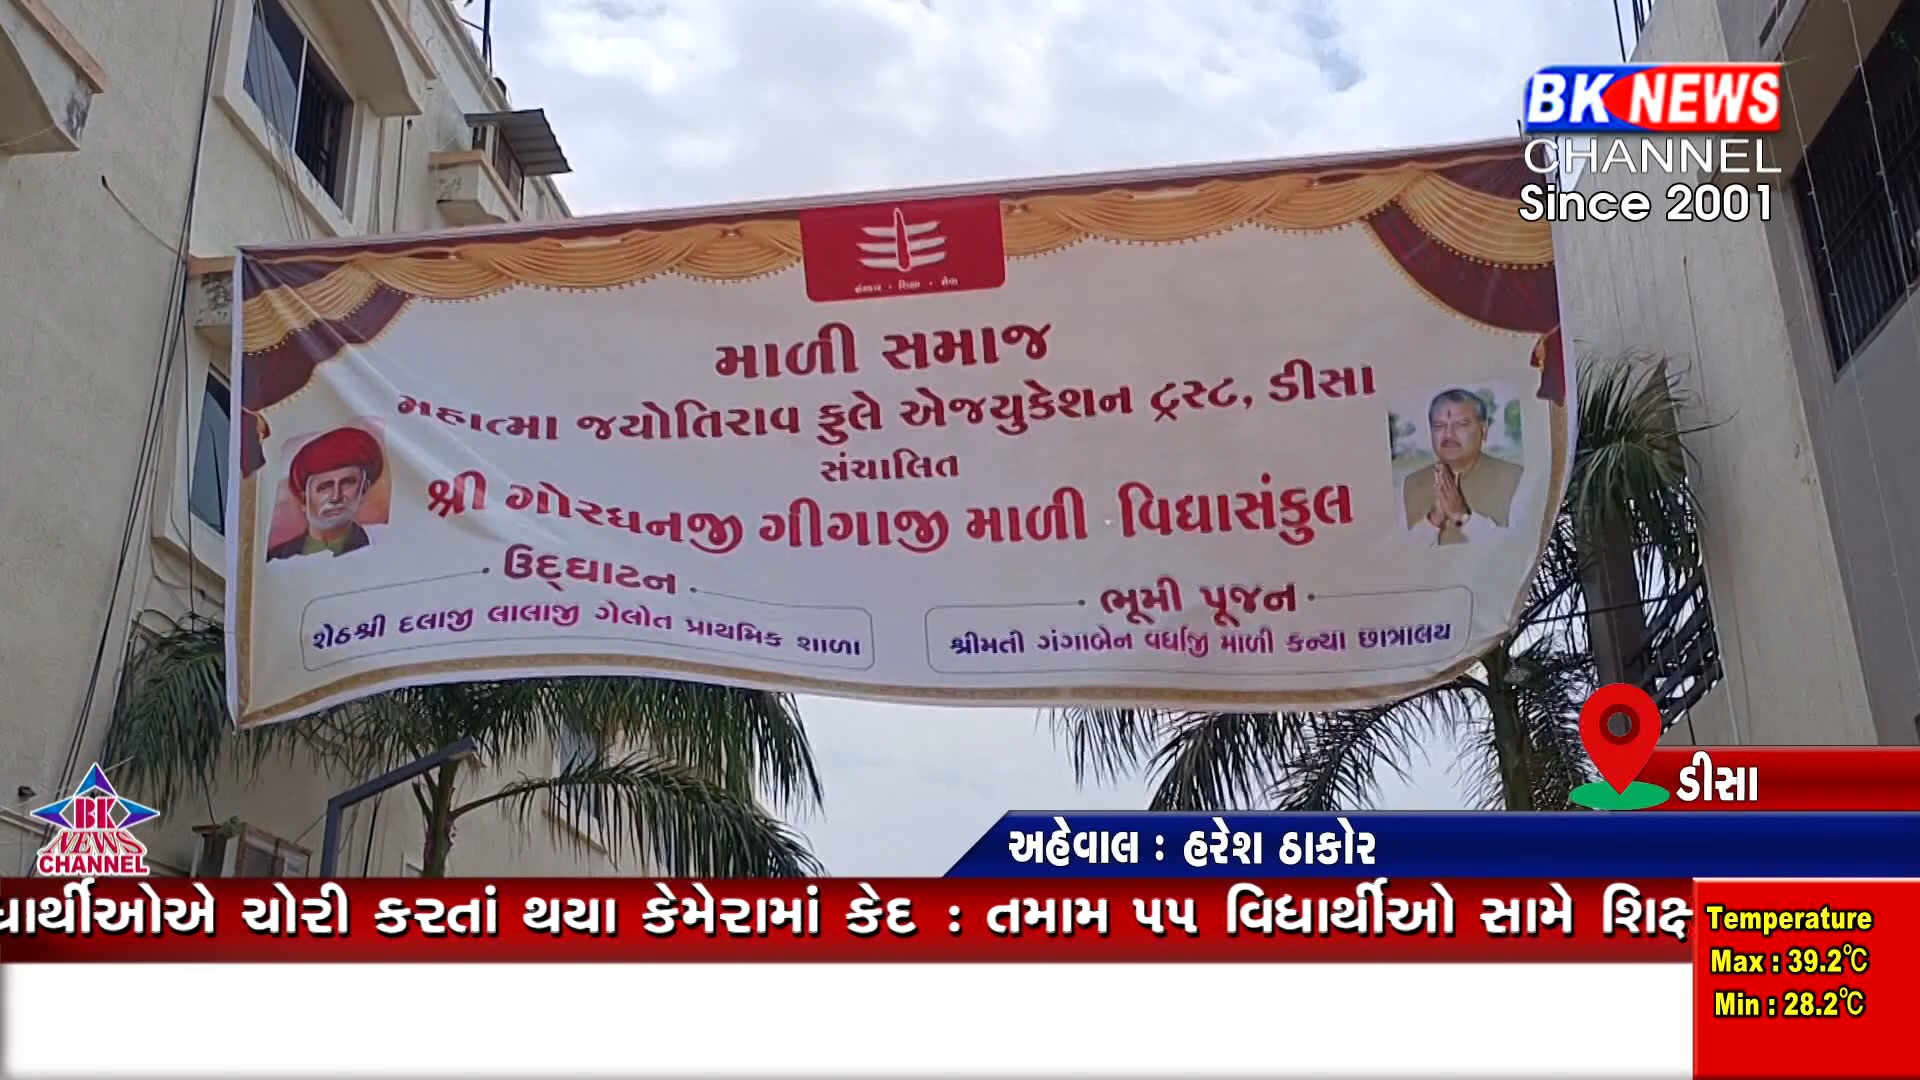 BK NEWS
CHANNEL
Since 2001
સંસ્કાર • શિક્ષણ • સેવા
માળી સમાજ
મહાત્મા જયોતિરાવ ફુલે એજયુકેશન ટ્રસ્ટ, ડીસા
સંચાલિત
શ્રી ગોરધનજી ગીગાજી માળી વિદ્યાસંકુલ
ઉદ્ઘાટન
શેઠશ્રી દલાજી લાલાજી ગેલોત પ્રાથમિક શાળા
ભૂમી પૂજન
શ્રીમતી ગંગાબેન વર્ધાજી માળી કન્યા છાત્રાલય
ડીસા
અહેવાલ : હરેશ ઠાકોર
BK
NEWS
CHANNEL
ધાર્થીઓએ ચોરી કરતાં થયા કેમેરામાં કેદ : તમામ ૫૫ વિદ્યાર્થીઓ સામે શિક્ષ
Temperature
Max : 39.2℃
Min : 28.2℃